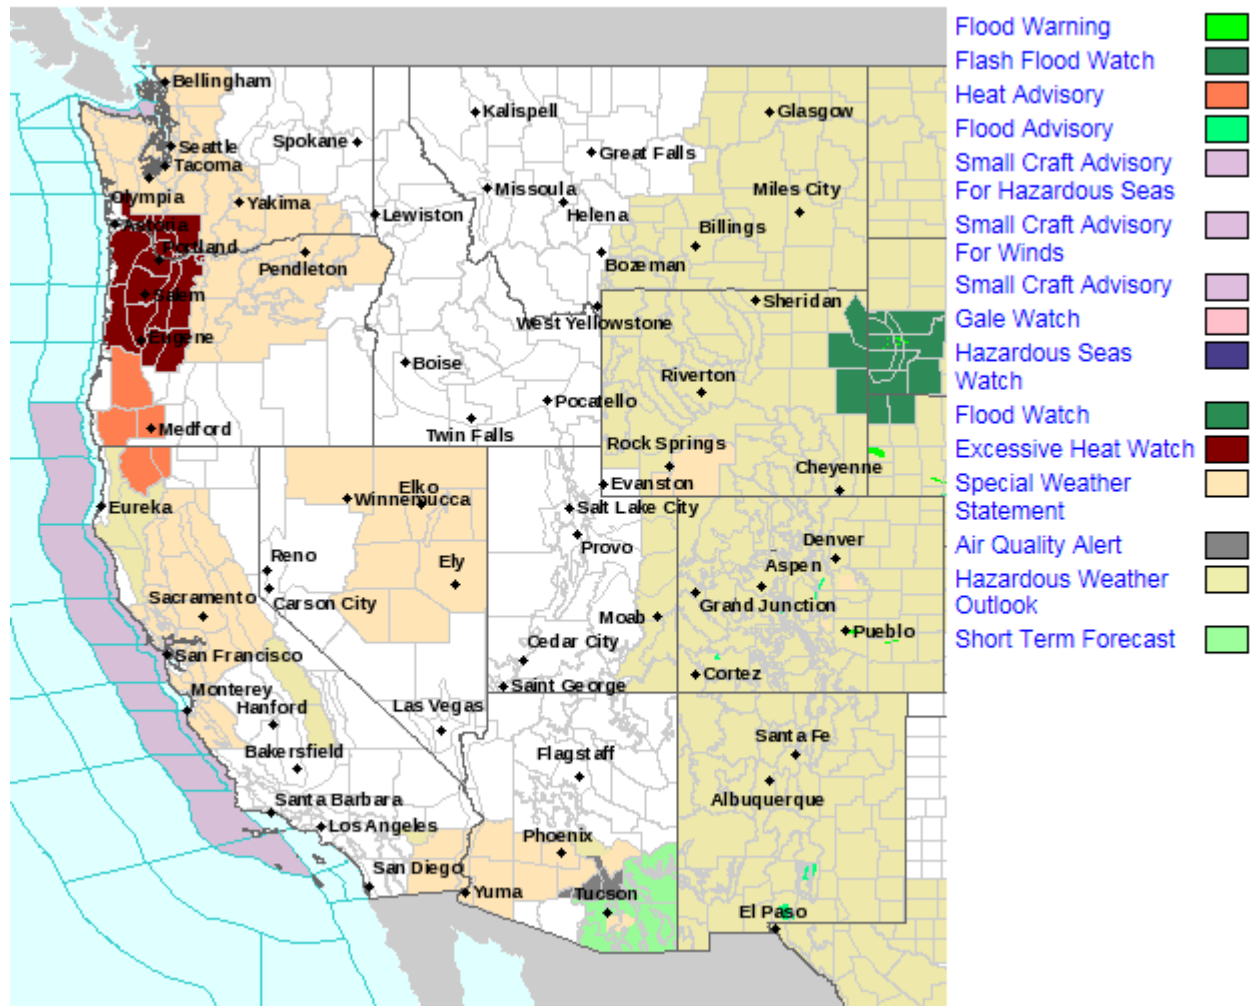 Bellingham
Seattle
Tacoma
Olympia
Astoria
Portland
Salem
Eugene
Medford
Spokane
Yakima
Pendleton
Lewiston
Kalispell
Great Falls
Missoula
Helena
Bozeman
Glasgow
Miles City
Billings
West Yellowstone
Boise
Pocatello
Twin Falls
Sheridan
Riverton
Rock Springs
Evanston
Cheyenne
Eureka
Winnemucca
Elko
Ely
Reno
Carson City
Salt Lake City
Provo
Moab
Cedar City
Saint George
Denver
Aspen
Grand Junction
Pueblo
Cortez
Sacramento
San Francisco
Monterey
Hanford
Bakersfield
Las Vegas
Santa Barbara
Los Angeles
San Diego
Flagstaff
Phoenix
Yuma
Tucson
Santa Fe
Albuquerque
El Paso
Flood Warning
Flash Flood Watch
Heat Advisory
Flood Advisory
Small Craft Advisory
For Hazardous Seas
Small Craft Advisory
For Winds
Small Craft Advisory
Gale Watch
Hazardous Seas
Watch
Flood Watch
Excessive Heat Watch
Special Weather
Statement
Air Quality Alert
Hazardous Weather
Outlook
Short Term Forecast